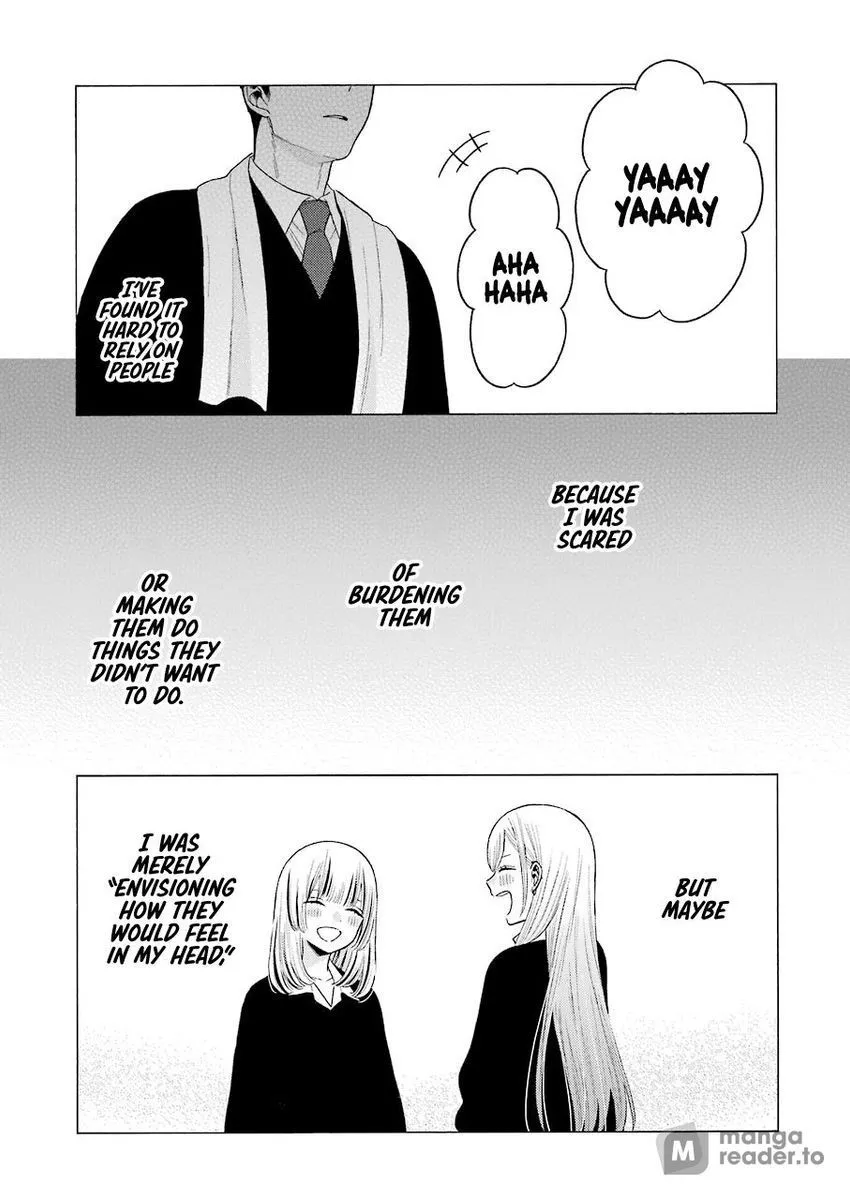 YAAAY
YAAAAY
AHA
HAHA
I'VE
FOUND IT
HARD TO
RELY ON
PEOPLE
BECAUSE
I WAS
SCARED
OF
BURDENING
THEM
OR
MAKING
THEM DO
THINGS THEY
DIDN'T WANT
TO DO.
BUT
MAYBE
I WAS
MERELY
"ENVISIONING
HOW THEY
WOULD FEEL
IN MY HEAD,"
M manga
reader.to